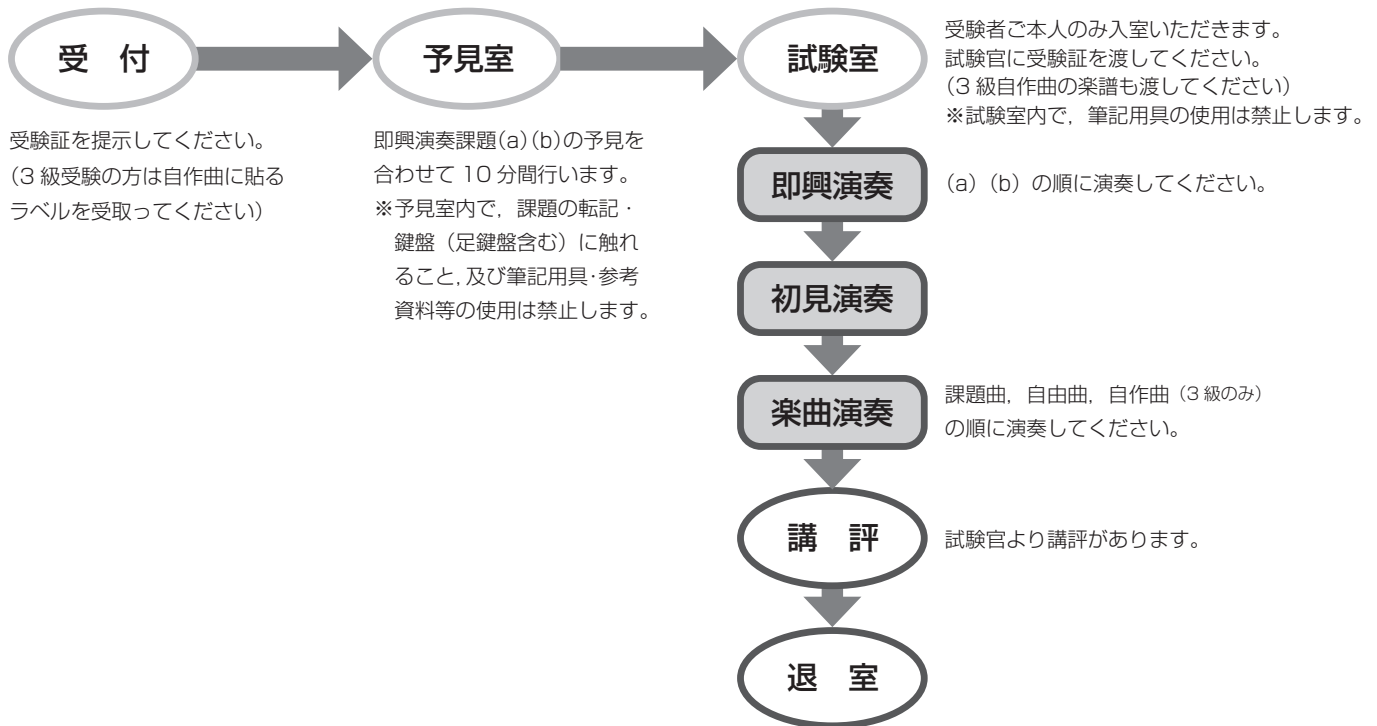 受　付
受験証を提示してください。
(3 級受験の方は自作曲に貼る
ラベルを受取ってください)
予見室
即興演奏課題(a)(b)の予見を
合わせて 10 分間行います。
※予見室内で，課題の転記・
鍵盤（足鍵盤含む）に触れ
ること，及び筆記用具・参考
資料等の使用は禁止します。
試験室
受験者ご本人のみ入室いただきます。
試験官に受験証を渡してください。
(3 級自作曲の楽譜も渡してください)
※試験室内で，筆記用具の使用は禁止します。
即興演奏
(a)（b）の順に演奏してください。
初見演奏
楽曲演奏
課題曲，自由曲，自作曲（3 級のみ）
の順に演奏してください。
講　評
試験官より講評があります。
退　室